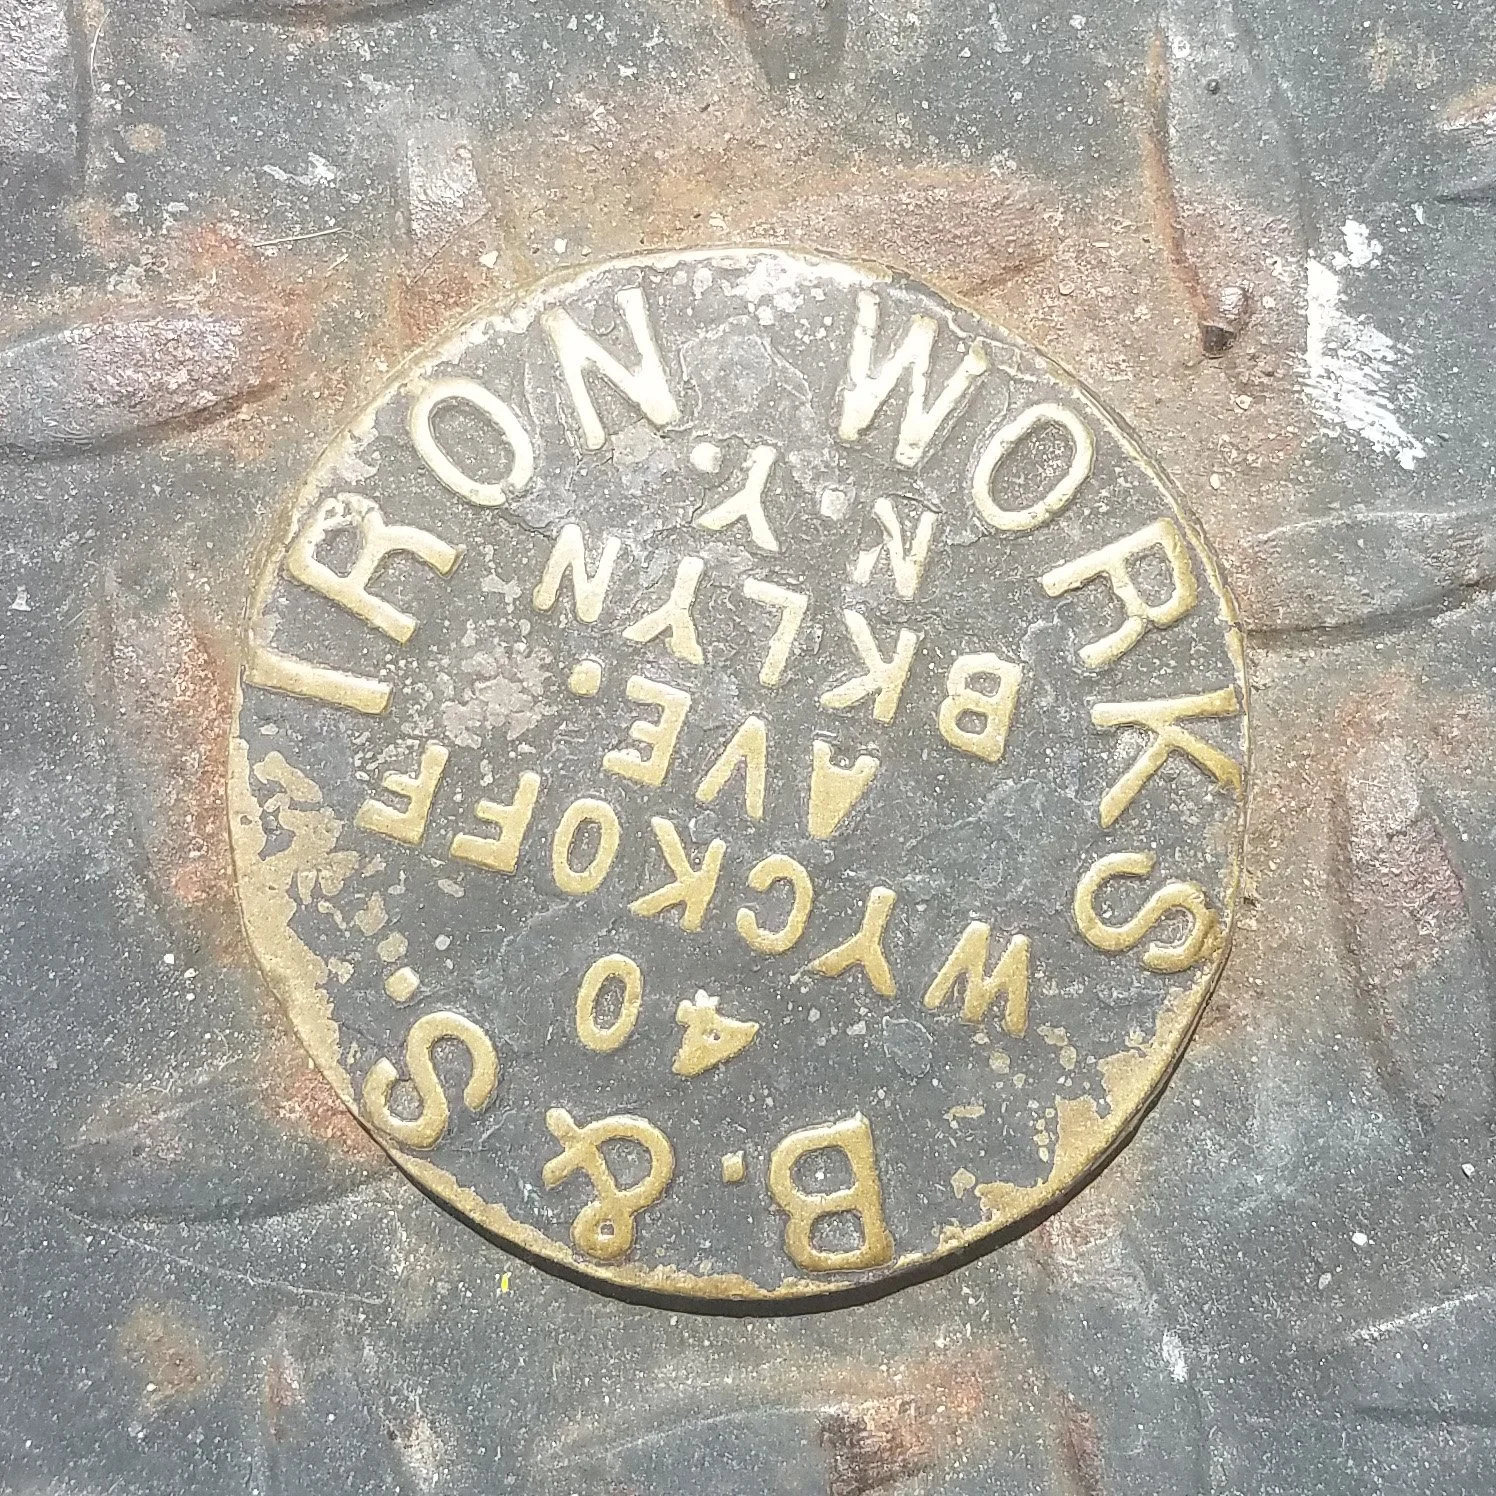 B. & S. IRON WORKS
40
WYCKOFF
AVE.
BKLYN
N.Y.